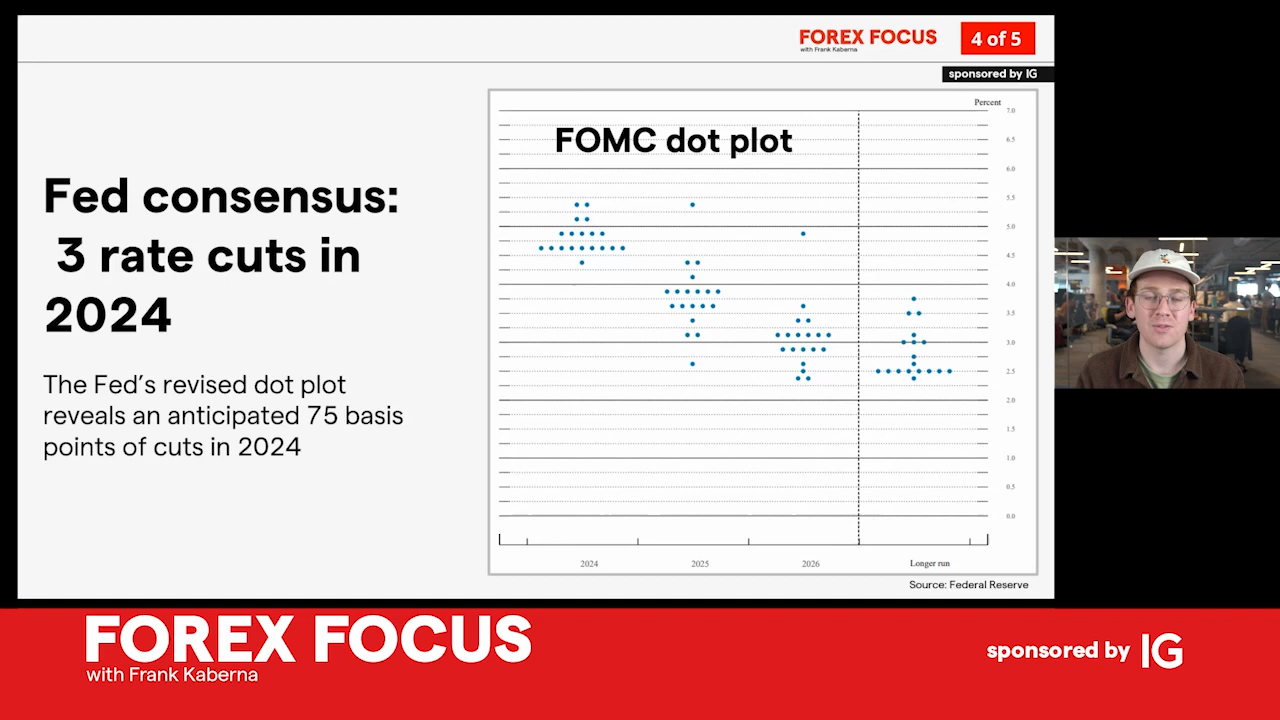 FOREX FOCUS
with Frank Kaberna
4 of 5
sponsored by IG
Fed consensus:
3 rate cuts in
2024
The Fed’s revised dot plot
reveals an anticipated 75 basis
points of cuts in 2024
FOMC dot plot
Percent
7.0
6.5
6.0
5.5
5.0
4.5
4.0
3.5
3.0
2.5
2.0
1.5
1.0
0.5
0.0
2024 2025 2026 Longer run
Source: Federal Reserve
FOREX FOCUS
with Frank Kaberna
sponsored by IG